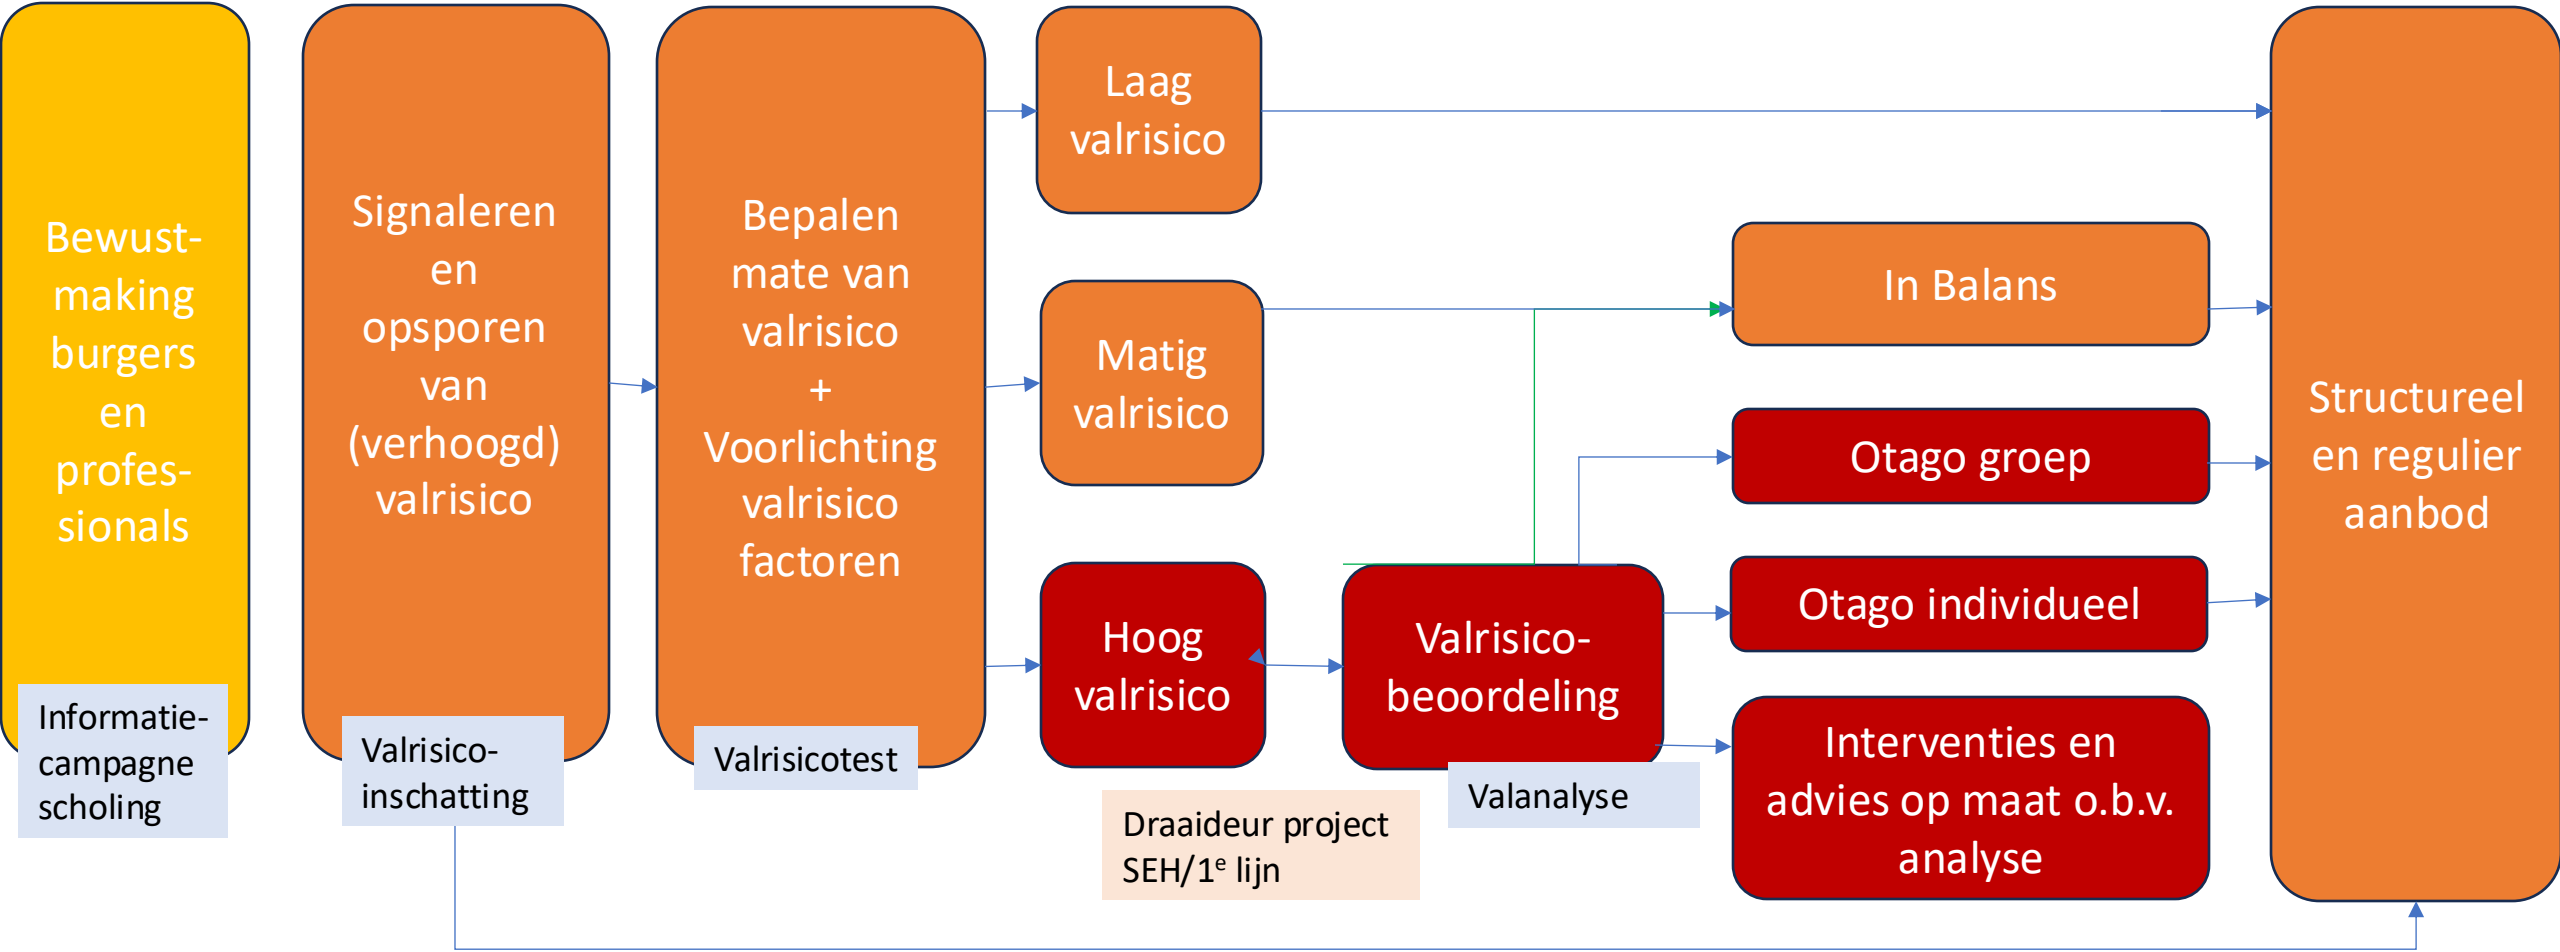 Bewust-
making
burgers
en
profes-
sionals
Informatie-
campagne
scholing
Signaleren
en
opsporen
van
(verhoogd)
valrisico
Valrisico-
inschatting
Bepalen
mate van
valrisico
+
Voorlichting
valrisico
factoren
Valrisicotest
Laag
valrisico
Matig
valrisico
Hoog
valrisico
Draaideur project
SEH/1e lijn
Valrisico-
beoordeling
Valanalyse
In Balans
Otago groep
Otago individueel
Interventies en
advies op maat o.b.v.
analyse
Structureel
en regulier
aanbod